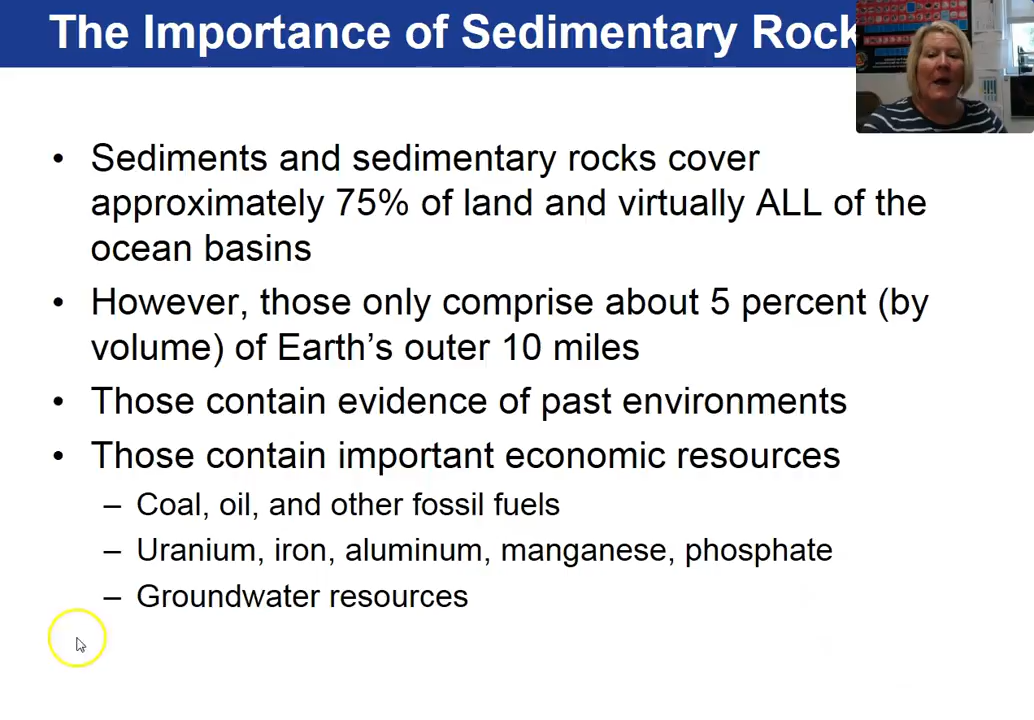 The Importance of Sedimentary Rock
• Sediments and sedimentary rocks cover
approximately 75% of land and virtually ALL of the
ocean basins
• However, those only comprise about 5 percent (by
volume) of Earth's outer 10 miles
• Those contain evidence of past environments
• Those contain important economic resources
– Coal, oil, and other fossil fuels
– Uranium, iron, aluminum, manganese, phosphate
– Groundwater resources